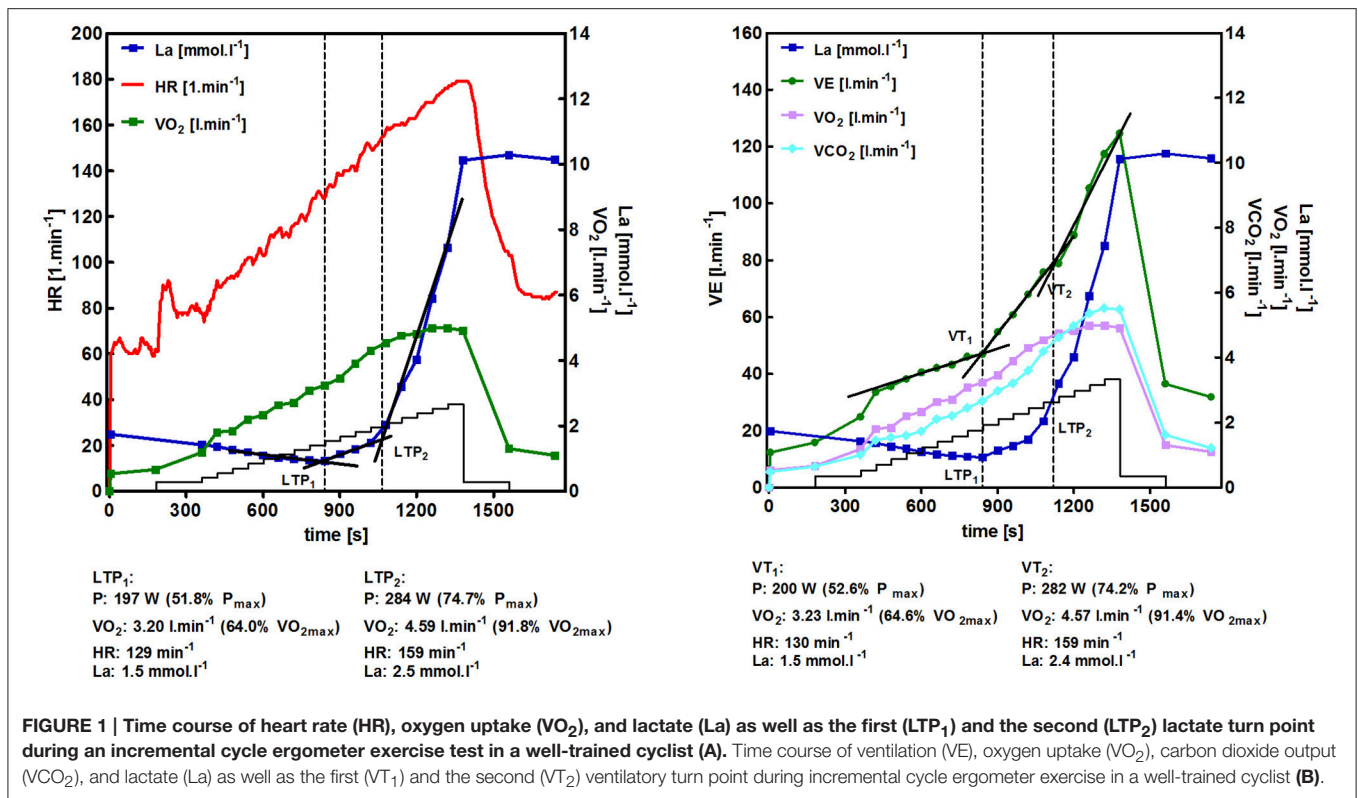 La [mmol.l⁻¹]
HR [1.min⁻¹]
VO₂ [l.min⁻¹]
HR [1.min⁻¹]
200
180
160
140
120
100
80
60
40
20
0
14
12
10
8
6
4
2
0
La [mmol.l⁻¹]
VO₂ [l.min⁻¹]
LTP₁
LTP₂
0 300 600 900 1200 1500
time [s]
LTP₁:
P: 197 W (51.8% Pmax)
VO₂: 3.20 l.min⁻¹ (64.0% VO₂max)
HR: 129 min⁻¹
La: 1.5 mmol.l⁻¹
LTP₂:
P: 284 W (74.7% Pmax)
VO₂: 4.59 l.min⁻¹ (91.8% VO₂max)
HR: 159 min⁻¹
La: 2.5 mmol.l⁻¹
La [mmol.l⁻¹]
VE [l.min⁻¹]
VO₂ [l.min⁻¹]
VCO₂ [l.min⁻¹]
VE [l.min⁻¹]
160
140
120
100
80
60
40
20
0
14
12
10
8
6
4
2
0
La [mmol.l⁻¹]
VO₂ [l.min⁻¹]
VCO₂ [l.min⁻¹]
VT₁
VT₂
LTP₁
LTP₂
0 300 600 900 1200 1500
time [s]
VT₁:
P: 200 W (52.6% Pmax)
VO₂: 3.23 l.min⁻¹ (64.6% VO₂max)
HR: 130 min⁻¹
La: 1.5 mmol.l⁻¹
VT₂:
P: 282 W (74.2% Pmax)
VO₂: 4.57 l.min⁻¹ (91.4% VO₂max)
HR: 159 min⁻¹
La: 2.4 mmol.l⁻¹
FIGURE 1 | Time course of heart rate (HR), oxygen uptake (VO₂), and lactate (La) as well as the first (LTP₁) and the second (LTP₂) lactate turn point
during an incremental cycle ergometer exercise test in a well-trained cyclist (A). Time course of ventilation (VE), oxygen uptake (VO₂), carbon dioxide output
(VCO₂), and lactate (La) as well as the first (VT₁) and the second (VT₂) ventilatory turn point during incremental cycle ergometer exercise in a well-trained cyclist (B).